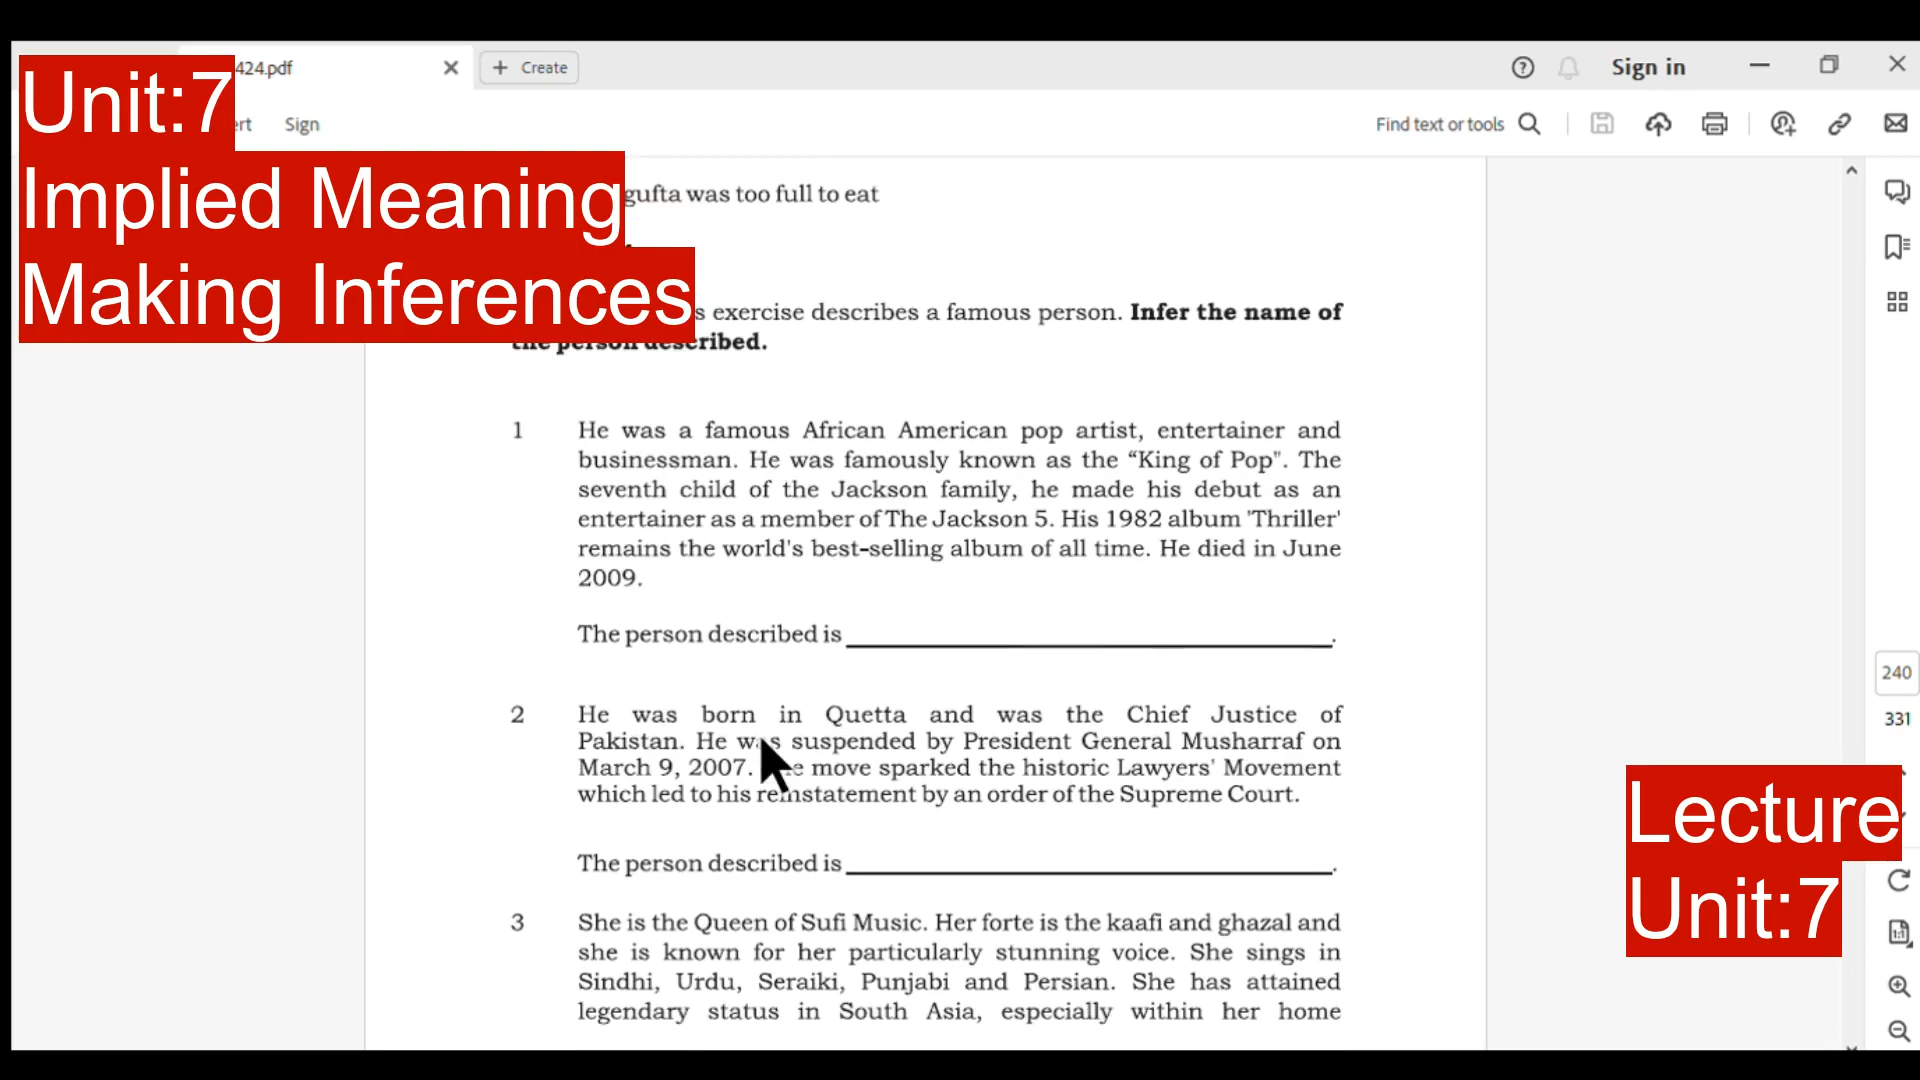 Unit:7
Implied Meaning
Making Inferences
424.pdf
Create
Sign in
Sign
Find text or tools
gufta was too full to eat
exercise describes a famous person. Infer the name of
the person described.
1 He was a famous African American pop artist, entertainer and
businessman. He was famously known as the “King of Pop". The
seventh child of the Jackson family, he made his debut as an
entertainer as a member of The Jackson 5. His 1982 album 'Thriller'
remains the world's best-selling album of all time. He died in June
2009.
The person described is ______.
2 He was born in Quetta and was the Chief Justice of
Pakistan. He was suspended by President General Musharraf on
March 9, 2007. move sparked the historic Lawyers' Movement
which led to his reinstatement by an order of the Supreme Court.
The person described is ______.
3 She is the Queen of Sufi Music. Her forte is the kaafi and ghazal and
she is known for her particularly stunning voice. She sings in
Sindhi, Urdu, Seraiki, Punjabi and Persian. She has attained
legendary status in South Asia, especially within her home
240
331
Lecture
Unit:7